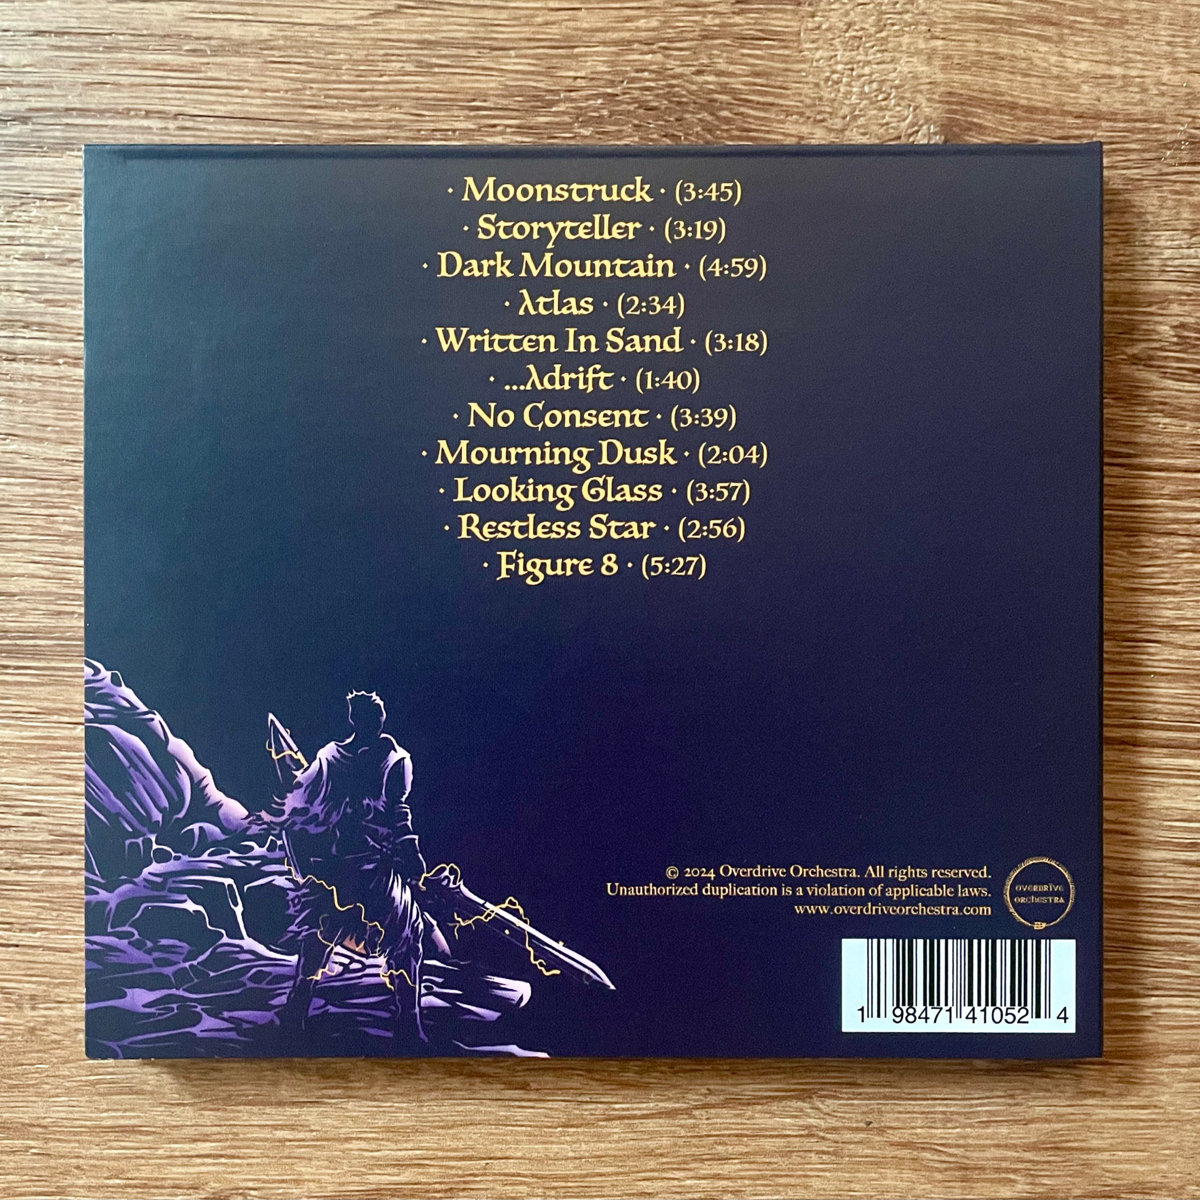 · Moonstruck · (3:45)
· Storyteller · (3:19)
· Dark Mountain · (4:59)
· Atlas · (2:34)
· Written In Sand · (3:18)
· ...Adrift · (1:40)
· No Consent · (3:39)
· Mourning Dusk · (2:04)
· Looking Glass · (3:57)
· Restless Star · (2:56)
· Figure 8 · (5:27)
© 2024 Overdrive Orchestra. All rights reserved.
Unauthorized duplication is a violation of applicable laws.
www.overdriveorchestra.com
OVERDRIVE
ORCHESTRA
1 98471 41052 4